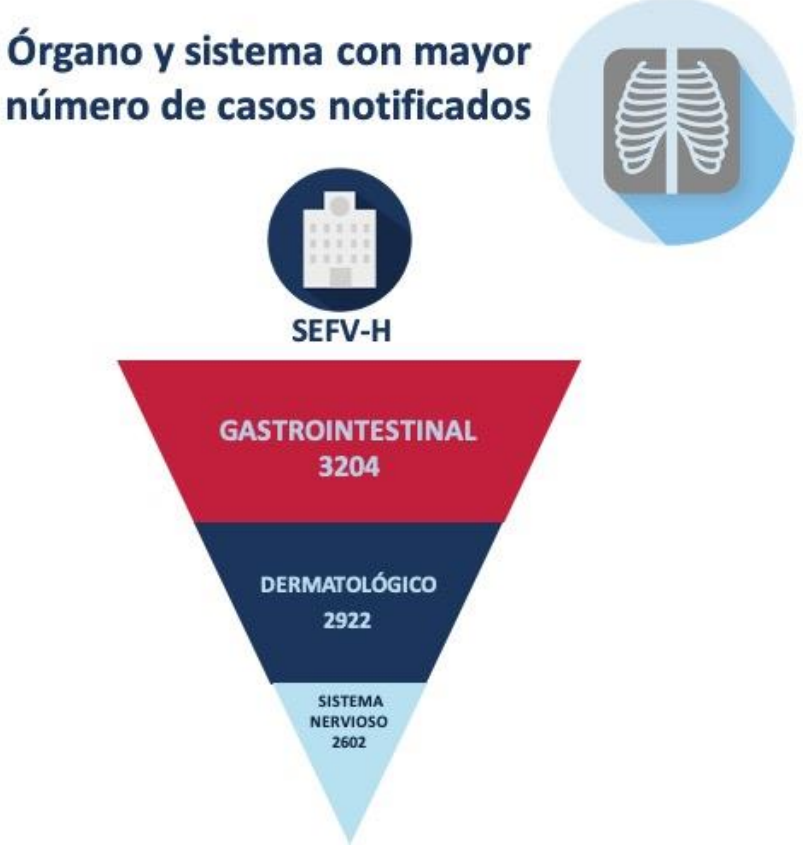 Órgano y sistema con mayor
número de casos notificados
SEFV-H
GASTROINTESTINAL
3204
DERMATOLÓGICO
2922
SISTEMA
NERVIOSO
2602